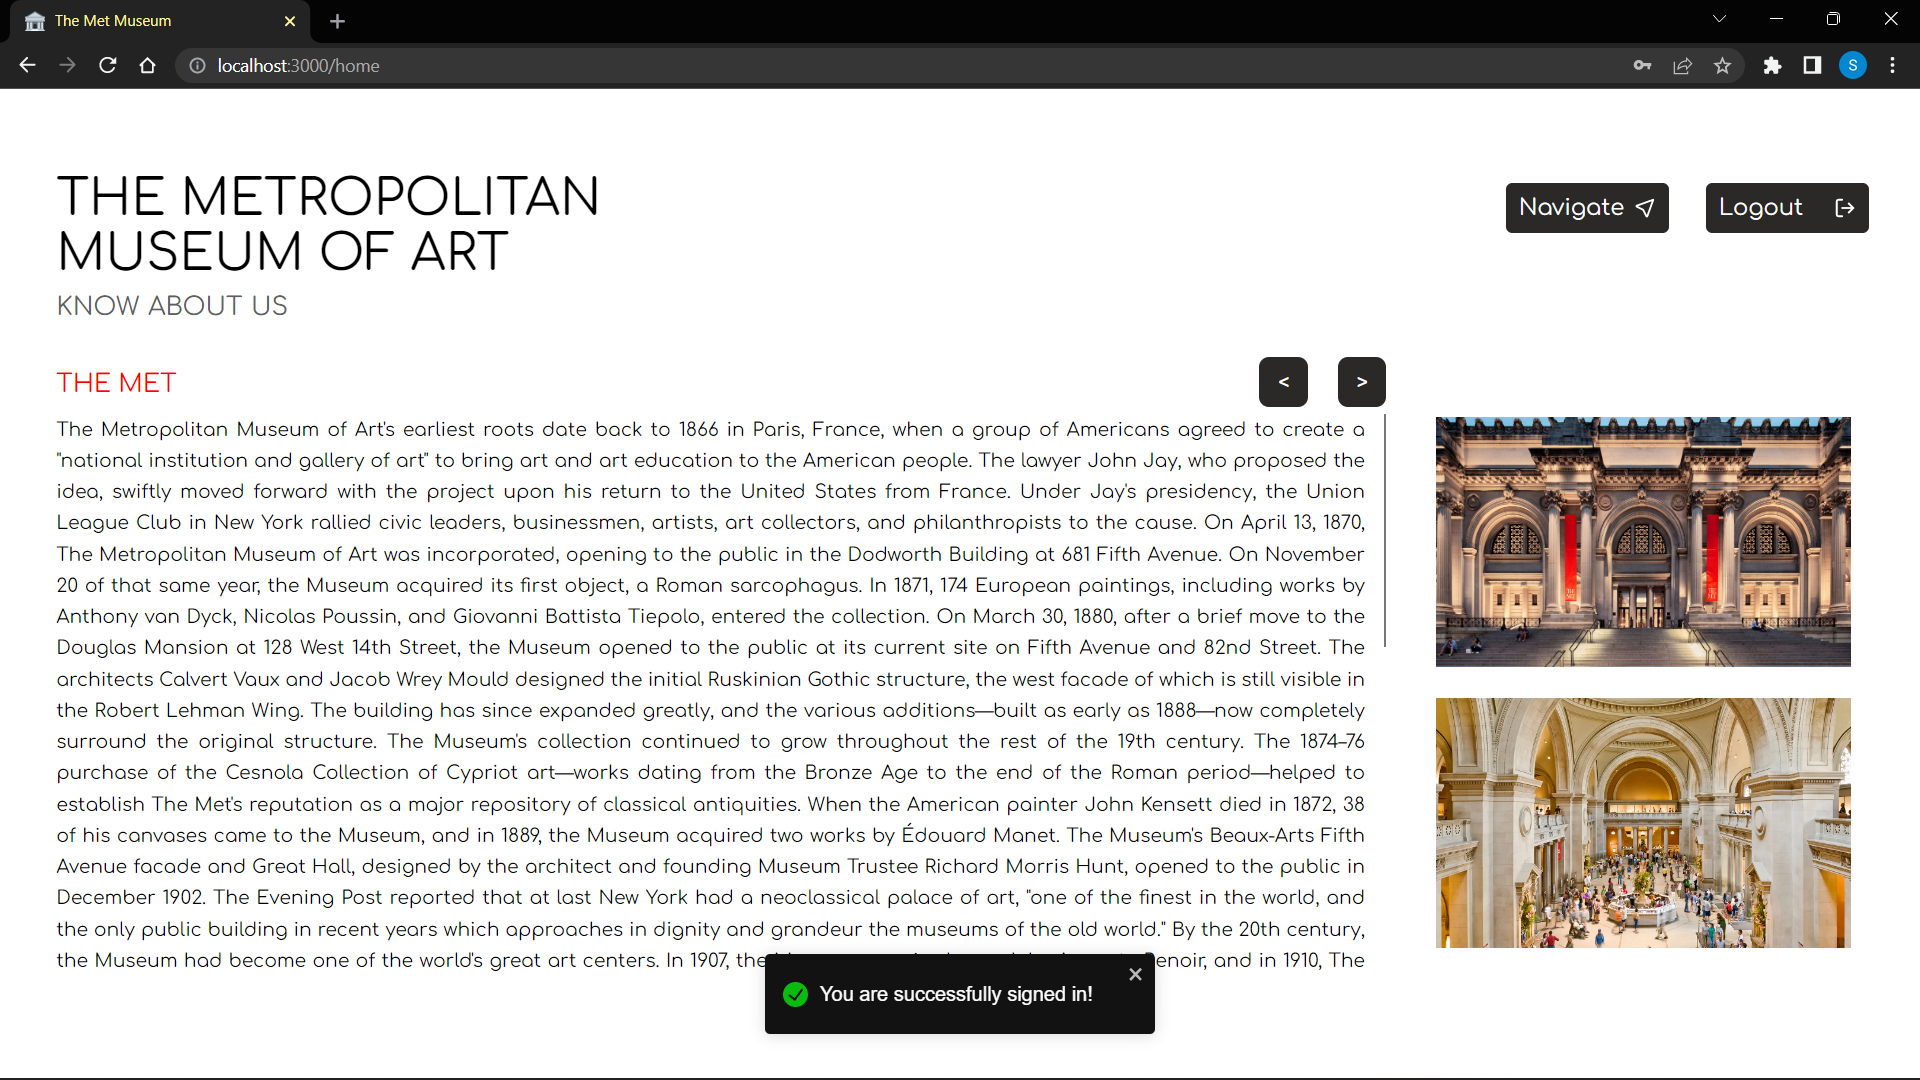 The Met Museum
localhost:3000/home
S
THE METROPOLITAN
MUSEUM OF ART
KNOW ABOUT US
Navigate
Logout
THE MET
<
>
The Metropolitan Museum of Art's earliest roots date back to 1866 in Paris, France, when a group of Americans agreed to create a
"national institution and gallery of art" to bring art and art education to the American people. The lawyer John Jay, who proposed the
idea, swiftly moved forward with the project upon his return to the United States from France. Under Jay's presidency, the Union
League Club in New York rallied civic leaders, businessmen, artists, art collectors, and philanthropists to the cause. On April 13, 1870,
The Metropolitan Museum of Art was incorporated, opening to the public in the Dodworth Building at 681 Fifth Avenue. On November
20 of that same year, the Museum acquired its first object, a Roman sarcophagus. In 1871, 174 European paintings, including works by
Anthony van Dyck, Nicolas Poussin, and Giovanni Battista Tiepolo, entered the collection. On March 30, 1880, after a brief move to the
Douglas Mansion at 128 West 14th Street, the Museum opened to the public at its current site on Fifth Avenue and 82nd Street. The
architects Calvert Vaux and Jacob Wrey Mould designed the initial Ruskinian Gothic structure, the west facade of which is still visible in
the Robert Lehman Wing. The building has since expanded greatly, and the various additions—built as early as 1888—now completely
surround the original structure. The Museum's collection continued to grow throughout the rest of the 19th century. The 1874–76
purchase of the Cesnola Collection of Cypriot art—works dating from the Bronze Age to the end of the Roman period—helped to
establish The Met's reputation as a major repository of classical antiquities. When the American painter John Kensett died in 1872, 38
of his canvases came to the Museum, and in 1889, the Museum acquired two works by Édouard Manet. The Museum's Beaux-Arts Fifth
Avenue facade and Great Hall, designed by the architect and founding Museum Trustee Richard Morris Hunt, opened to the public in
December 1902. The Evening Post reported that at last New York had a neoclassical palace of art, "one of the finest in the world, and
the only public building in recent years which approaches in dignity and grandeur the museums of the old world." By the 20th century,
the Museum had become one of the world's great art centers. In 1907, the enoir, and in 1910, The
You are successfully signed in!